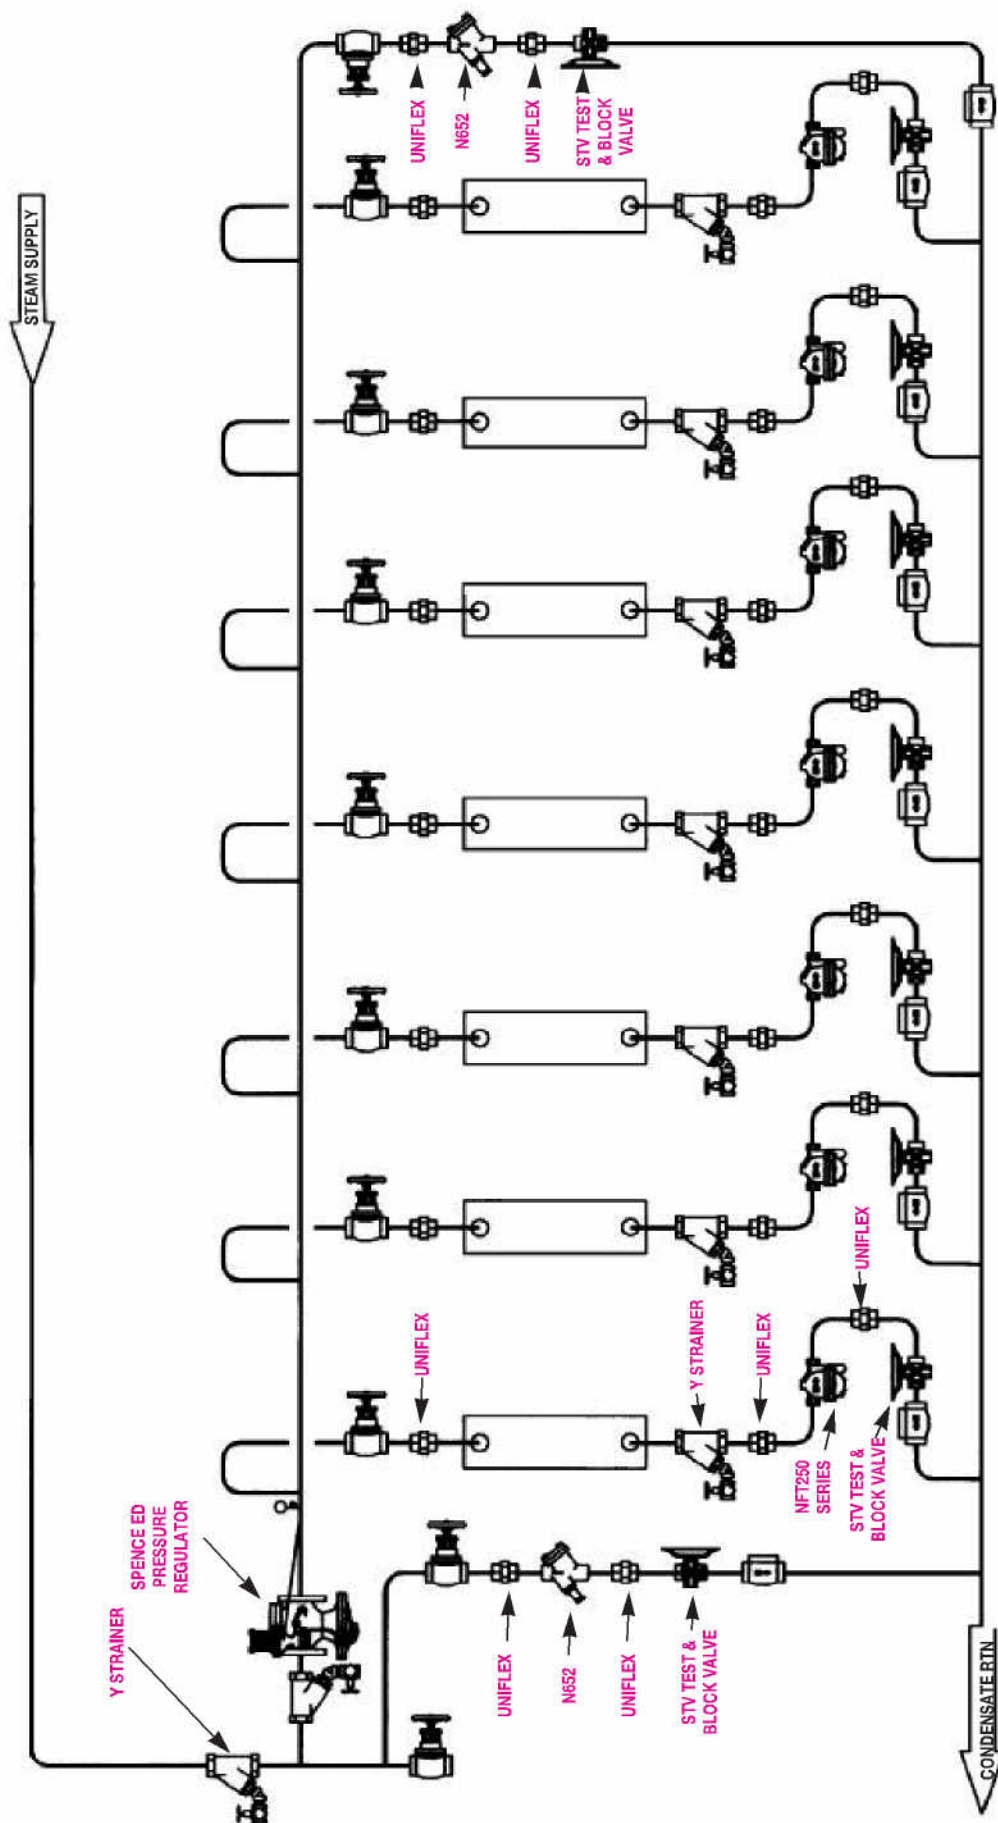 UNIFLEX
N652
UNIFLEX
STV TEST
& BLOCK
VALVE
STEAM SUPPLY
UNIFLEX
Y STRAINER
UNIFLEX
UNIFLEX
NFT250
SERIES
STV TEST &
BLOCK VALVE
SPENCE ED
PRESSURE
REGULATOR
Y STRAINER
UNIFLEX
N652
UNIFLEX
STV TEST &
BLOCK VALVE
CONDENSATE RTN